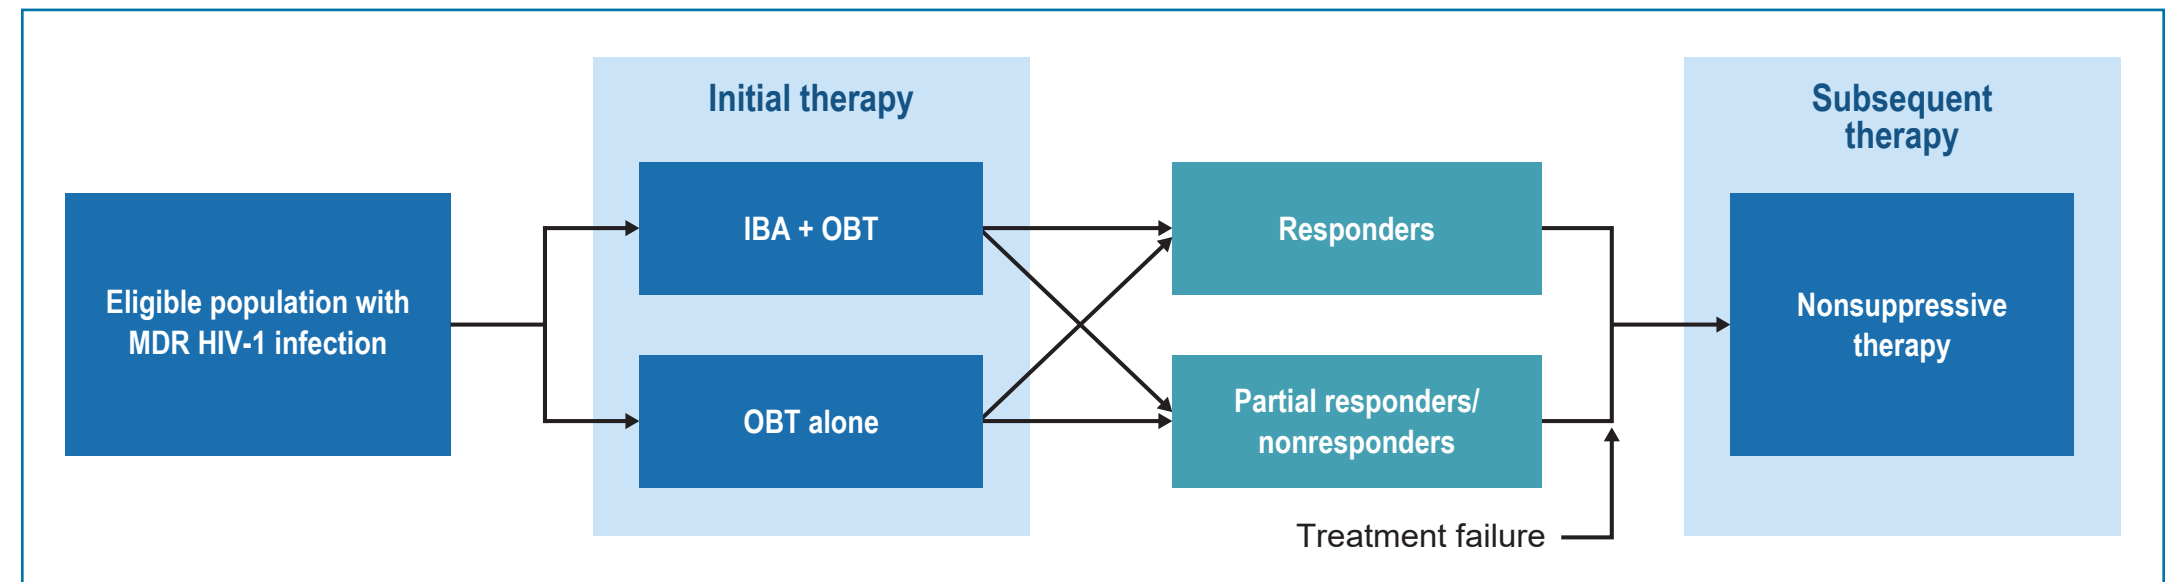 Initial therapy
Subsequent
therapy
Eligible population with
MDR HIV-1 infection
IBA + OBT
OBT alone
Responders
Partial responders/
nonresponders
Treatment failure
Nonsuppressive
therapy